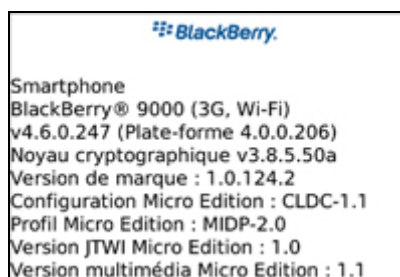 BlackBerry.
Smartphone
BlackBerry® 9000 (3G, Wi-Fi)
v4.6.0.247 (Plate-forme 4.0.0.206)
Noyau cryptographique v3.8.5.50a
Version de marque : 1.0.124.2
Configuration Micro Edition : CLDC-1.1
Profil Micro Edition : MIDP-2.0
Version JTWI Micro Edition : 1.0
Version multimédia Micro Edition : 1.1